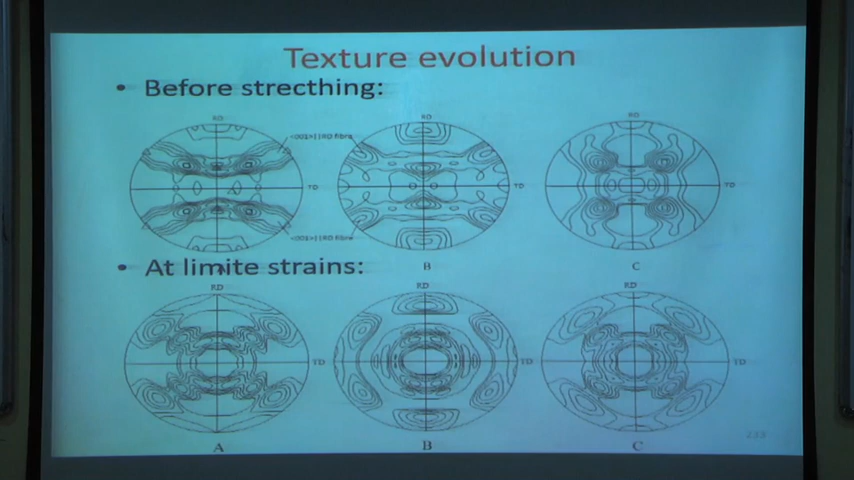 Texture evolution
• Before strecthing:
RD RD RD
<001>||RD fibre
TD TD TD
<001>||RD fibre
A B C
• At limite strains:
RD RD RD
TD TD TD
A B C